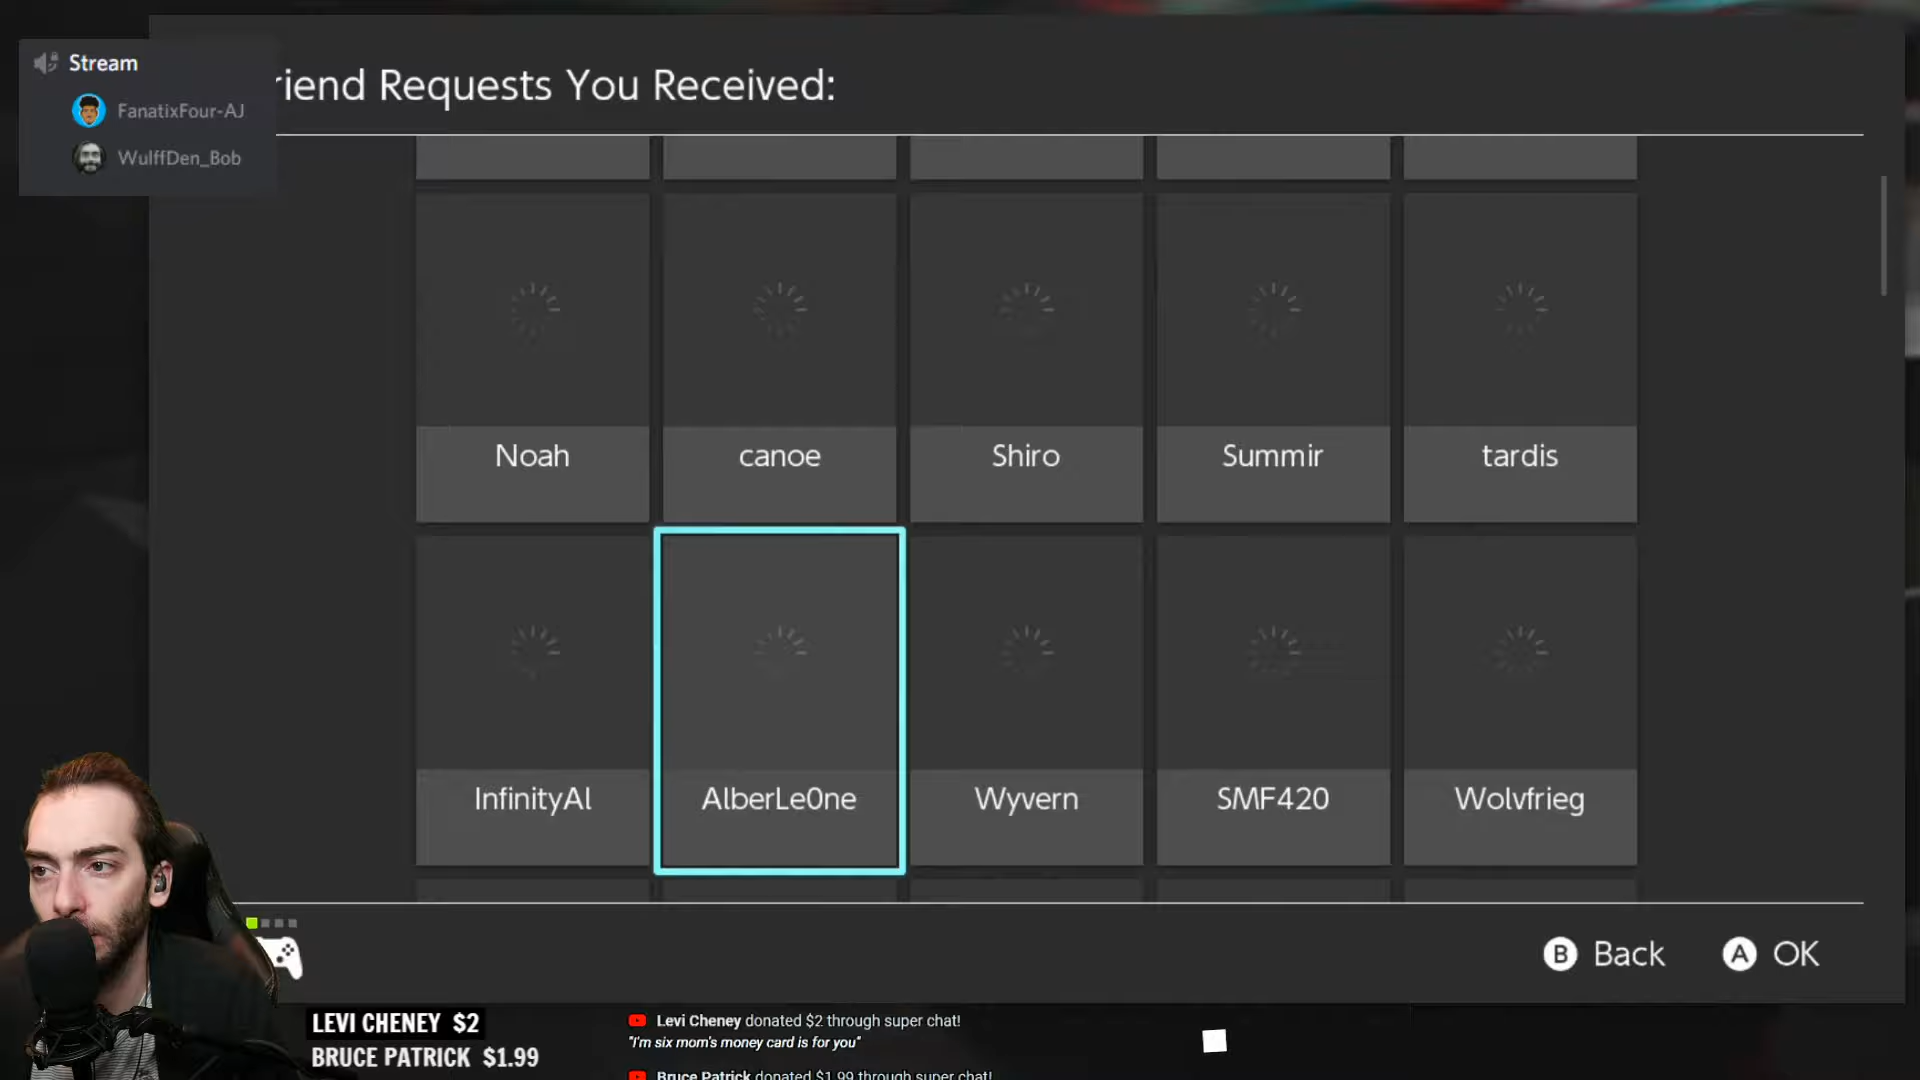 Stream
FanatixFour-AJ
WulffDen_Bob
riend Requests You Received:
Noah
canoe
Shiro
Summir
tardis
InfinityAl
AlberLe0ne
Wyvern
SMF420
Wolvfrieg
B Back
A OK
LEVI CHENEY $2
BRUCE PATRICK $1.99
Levi Cheney donated $2 through super chat!
"I'm six mom's money card is for you"
Bruce Patrick donated $1.99 through super chat!